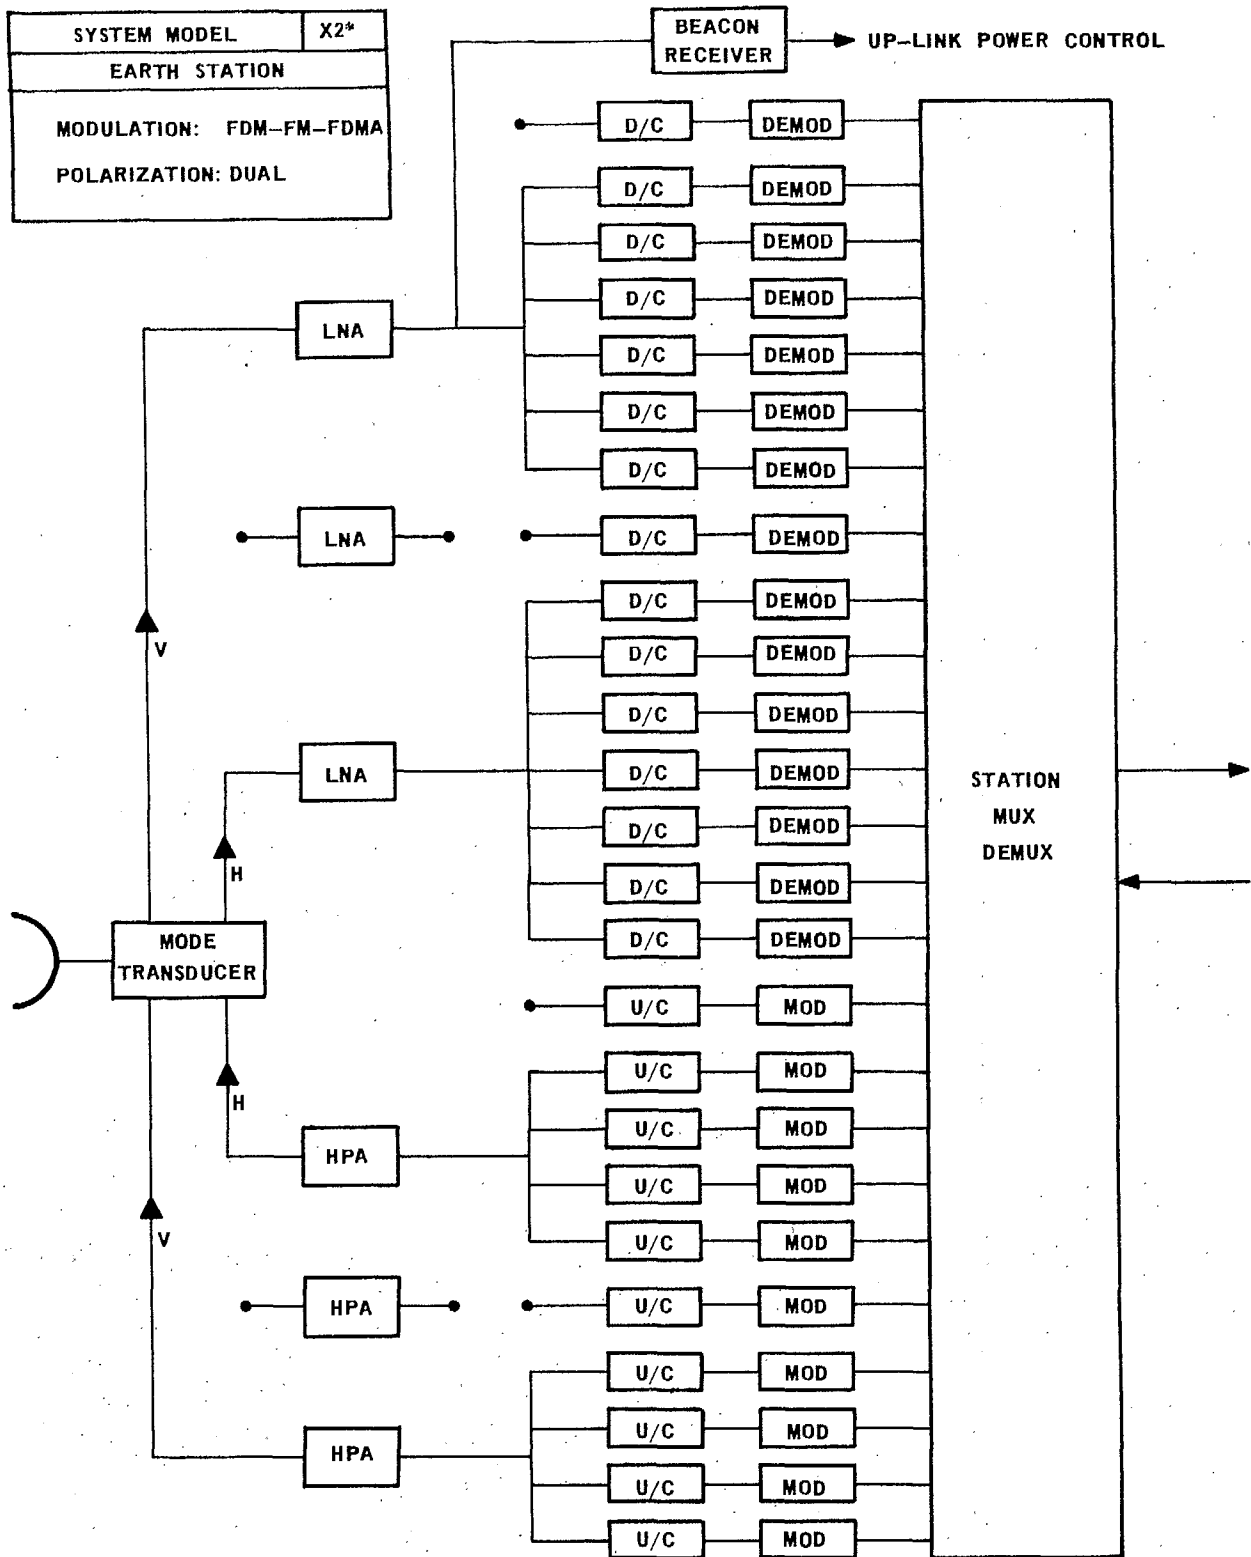 SYSTEM MODEL X2*
EARTH STATION
MODULATION: FDM-FM-FDMA
POLARIZATION: DUAL
BEACON
RECEIVER
UP-LINK POWER CONTROL
D/C DEMOD
D/C DEMOD
D/C DEMOD
D/C DEMOD
LNA
D/C DEMOD
D/C DEMOD
D/C DEMOD
LNA
D/C DEMOD
D/C DEMOD
V
D/C DEMOD
D/C DEMOD
LNA
D/C DEMOD
D/C DEMOD
H
D/C DEMOD
D/C DEMOD
STATION
MUX
DEMUX
MODE
TRANSDUCER
U/C MOD
U/C MOD
H
U/C MOD
HPA
U/C MOD
U/C MOD
V
HPA
U/C MOD
U/C MOD
U/C MOD
HPA
U/C MOD
U/C MOD